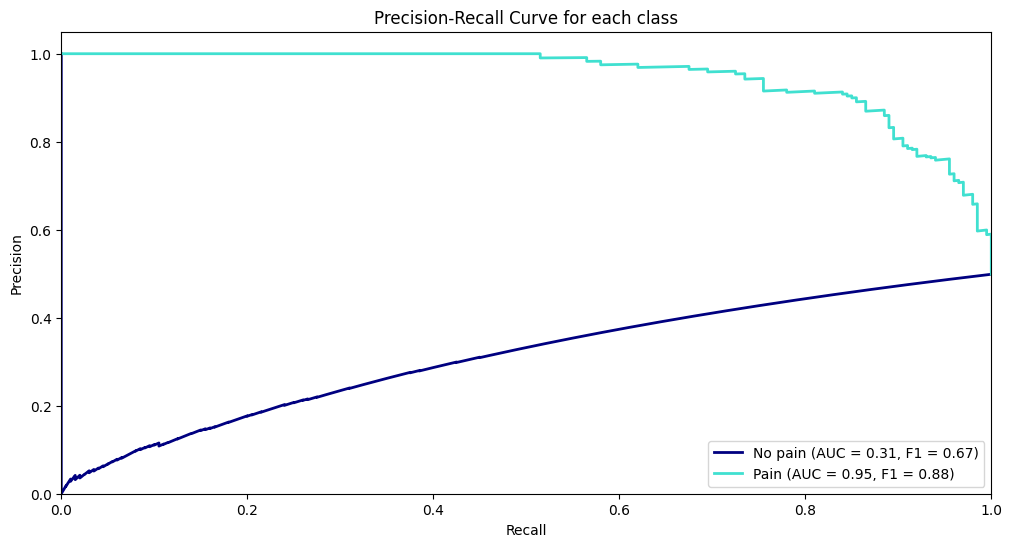 Precision-Recall Curve for each class
1.0
0.8
0.6
0.4
0.2
0.0
Precision
0.0 0.2 0.4 0.6 0.8 1.0
Recall
No pain (AUC = 0.31, F1 = 0.67)
Pain (AUC = 0.95, F1 = 0.88)